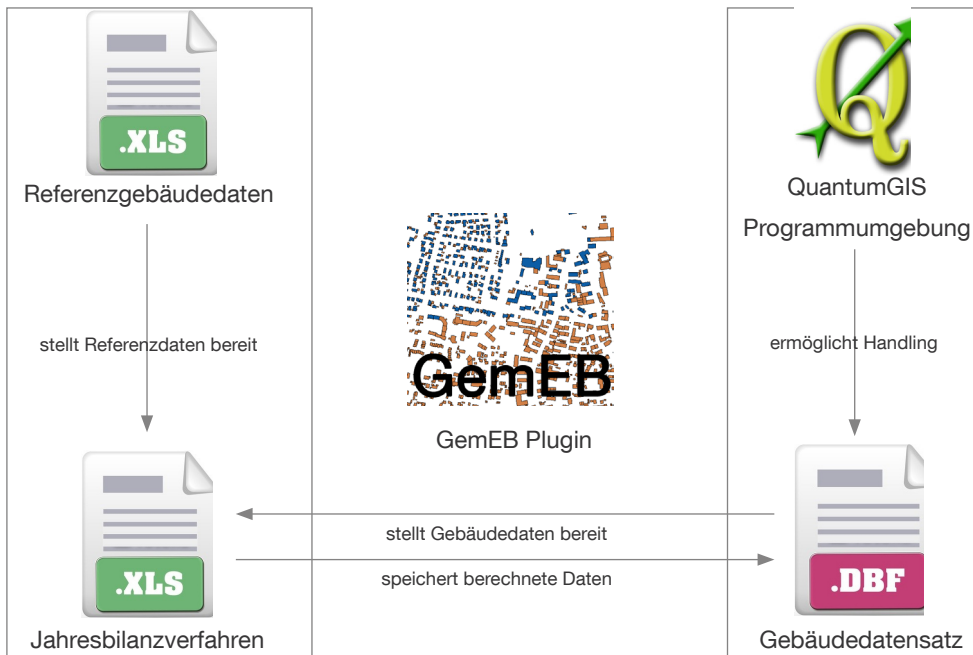 .XLS
Referenzgebäudedaten
QuantumGIS
Programmumgebung
stellt Referenzdaten bereit
ermöglicht Handling
GemEB
GemEB Plugin
stellt Gebäudedaten bereit
speichert berechnete Daten
.XLS
Jahresbilanzverfahren
.DBF
Gebäudedatensatz